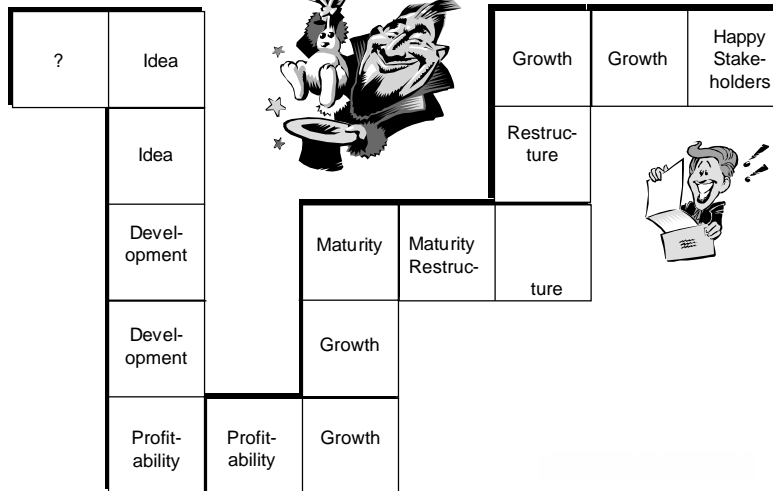 ?
Idea
Growth
Growth
Happy
Stake-
holders
Idea
Restruc-
ture
Devel-
opment
Maturity
Maturity
Restruc-
ture
Devel-
opment
Growth
Profit-
ability
Profit-
ability
Growth